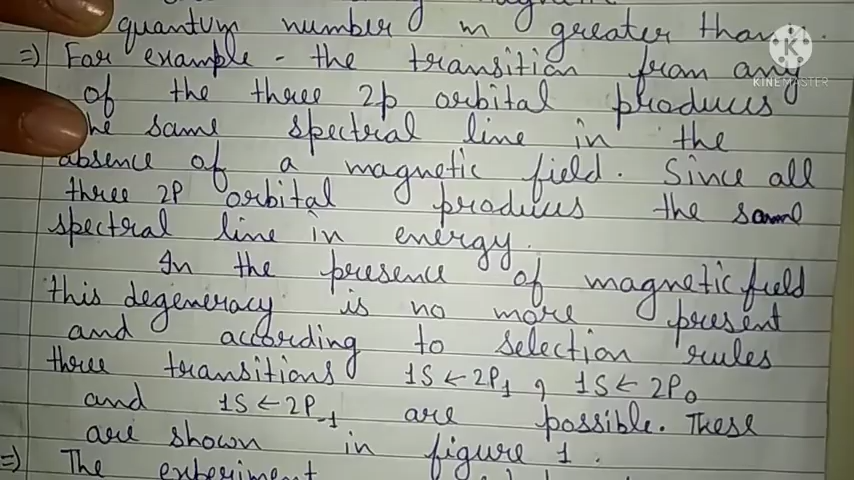 quantum number m greater than
=) For example - the transition from any
of the three 2p orbital produces
the same spectral line in the
absence of a magnetic field. Since all
three 2P orbital produces the same
spectral line in energy.
In the presence of magnetic field
this degeneracy is no more present
and according to selection rules
three transitions 1S ← 2P₁ , 1S ← 2P₀
and 1S ← 2P₋₁ are possible. These
are shown in figure 1.
=) The experiment
K
KINEMASTER